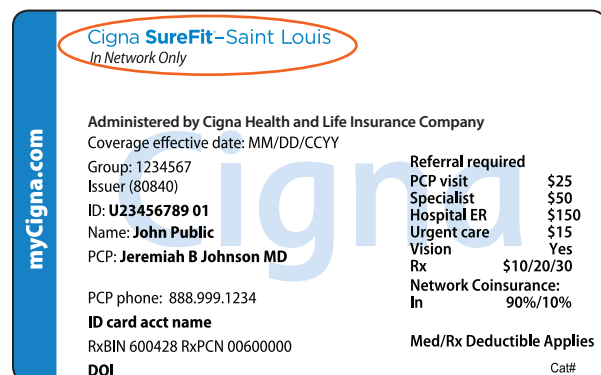 Cigna SureFit®–Saint Louis
In Network Only
myCigna.com
Cigna
Administered by Cigna Health and Life Insurance Company
Coverage effective date: MM/DD/CCYY
Group: 1234567
Issuer (80840)
ID: U23456789 01
Name: John Public
PCP: Jeremiah B Johnson MD
PCP phone: 888.999.1234
ID card acct name
RxBIN 600428 RxPCN 00600000
DOI
Referral required
PCP visit $25
Specialist $50
Hospital ER $150
Urgent care $15
Vision Yes
Rx $10/20/30
Network Coinsurance:
In 90%/10%
Med/Rx Deductible Applies
Cat#